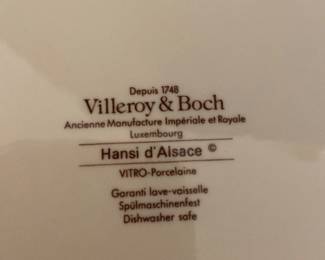 Depuis 1748
Villeroy & Boch
Ancienne Manufacture Impériale et Royale
Luxembourg
Hansi d'Alsace ©
VITRO-Porcelaine
Garanti lave-vaisselle
Spülmaschinenfest
Dishwasher safe